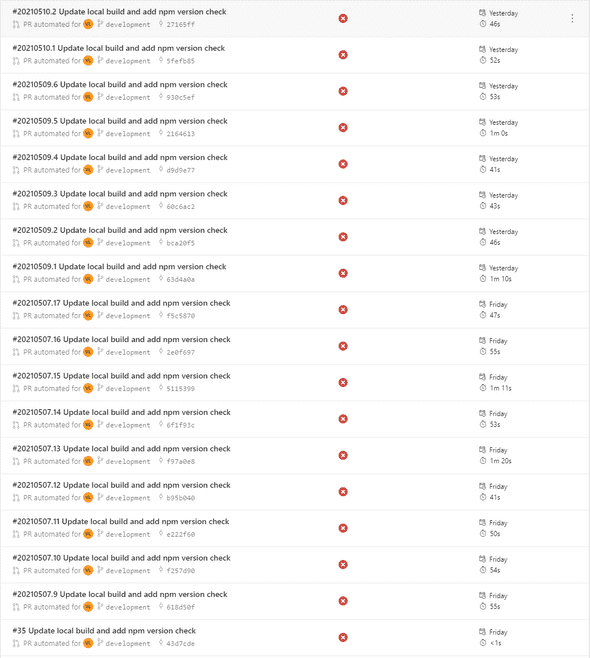 #20210510.2 Update local build and add npm version check
Yesterday
PR automated for VL development 27165ff
46s
#20210510.1 Update local build and add npm version check
Yesterday
PR automated for VL development 5fefb85
52s
#20210509.6 Update local build and add npm version check
Yesterday
PR automated for VL development 930c5ef
53s
#20210509.5 Update local build and add npm version check
Yesterday
PR automated for VL development 2164613
1m 0s
#20210509.4 Update local build and add npm version check
Yesterday
PR automated for VL development d9d9e77
41s
#20210509.3 Update local build and add npm version check
Yesterday
PR automated for VL development 60c6ac2
43s
#20210509.2 Update local build and add npm version check
Yesterday
PR automated for VL development bca20f5
46s
#20210509.1 Update local build and add npm version check
Yesterday
PR automated for VL development 63d4a0a
1m 10s
#20210507.17 Update local build and add npm version check
Friday
PR automated for VL development f5c5870
47s
#20210507.16 Update local build and add npm version check
Friday
PR automated for VL development 2e0f697
55s
#20210507.15 Update local build and add npm version check
Friday
PR automated for VL development 5115399
1m 11s
#20210507.14 Update local build and add npm version check
Friday
PR automated for VL development 6f1f93c
53s
#20210507.13 Update local build and add npm version check
Friday
PR automated for VL development f97a0e8
1m 20s
#20210507.12 Update local build and add npm version check
Friday
PR automated for VL development b95b040
41s
#20210507.11 Update local build and add npm version check
Friday
PR automated for VL development e222f60
50s
#20210507.10 Update local build and add npm version check
Friday
PR automated for VL development f257d90
54s
#20210507.9 Update local build and add npm version check
Friday
PR automated for VL development 618d50f
55s
#35 Update local build and add npm version check
Friday
PR automated for VL development 43d7cde
<1s